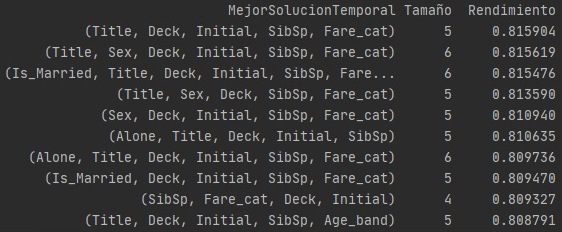 MejorSolucionTemporal Tamaño Rendimiento
(Title, Deck, Initial, SibSp, Fare_cat) 5 0.815904
(Title, Sex, Deck, Initial, SibSp, Fare_cat) 6 0.815619
(Is_Married, Title, Deck, Initial, SibSp, Fare... 6 0.815476
(Title, Sex, Deck, SibSp, Fare_cat) 5 0.813590
(Sex, Deck, Initial, SibSp, Fare_cat) 5 0.810940
(Alone, Title, Deck, Initial, SibSp) 5 0.810635
(Alone, Title, Deck, Initial, SibSp, Fare_cat) 6 0.809736
(Is_Married, Deck, Initial, SibSp, Fare_cat) 5 0.809470
(SibSp, Fare_cat, Deck, Initial) 4 0.809327
(Title, Deck, Initial, SibSp, Age_band) 5 0.808791